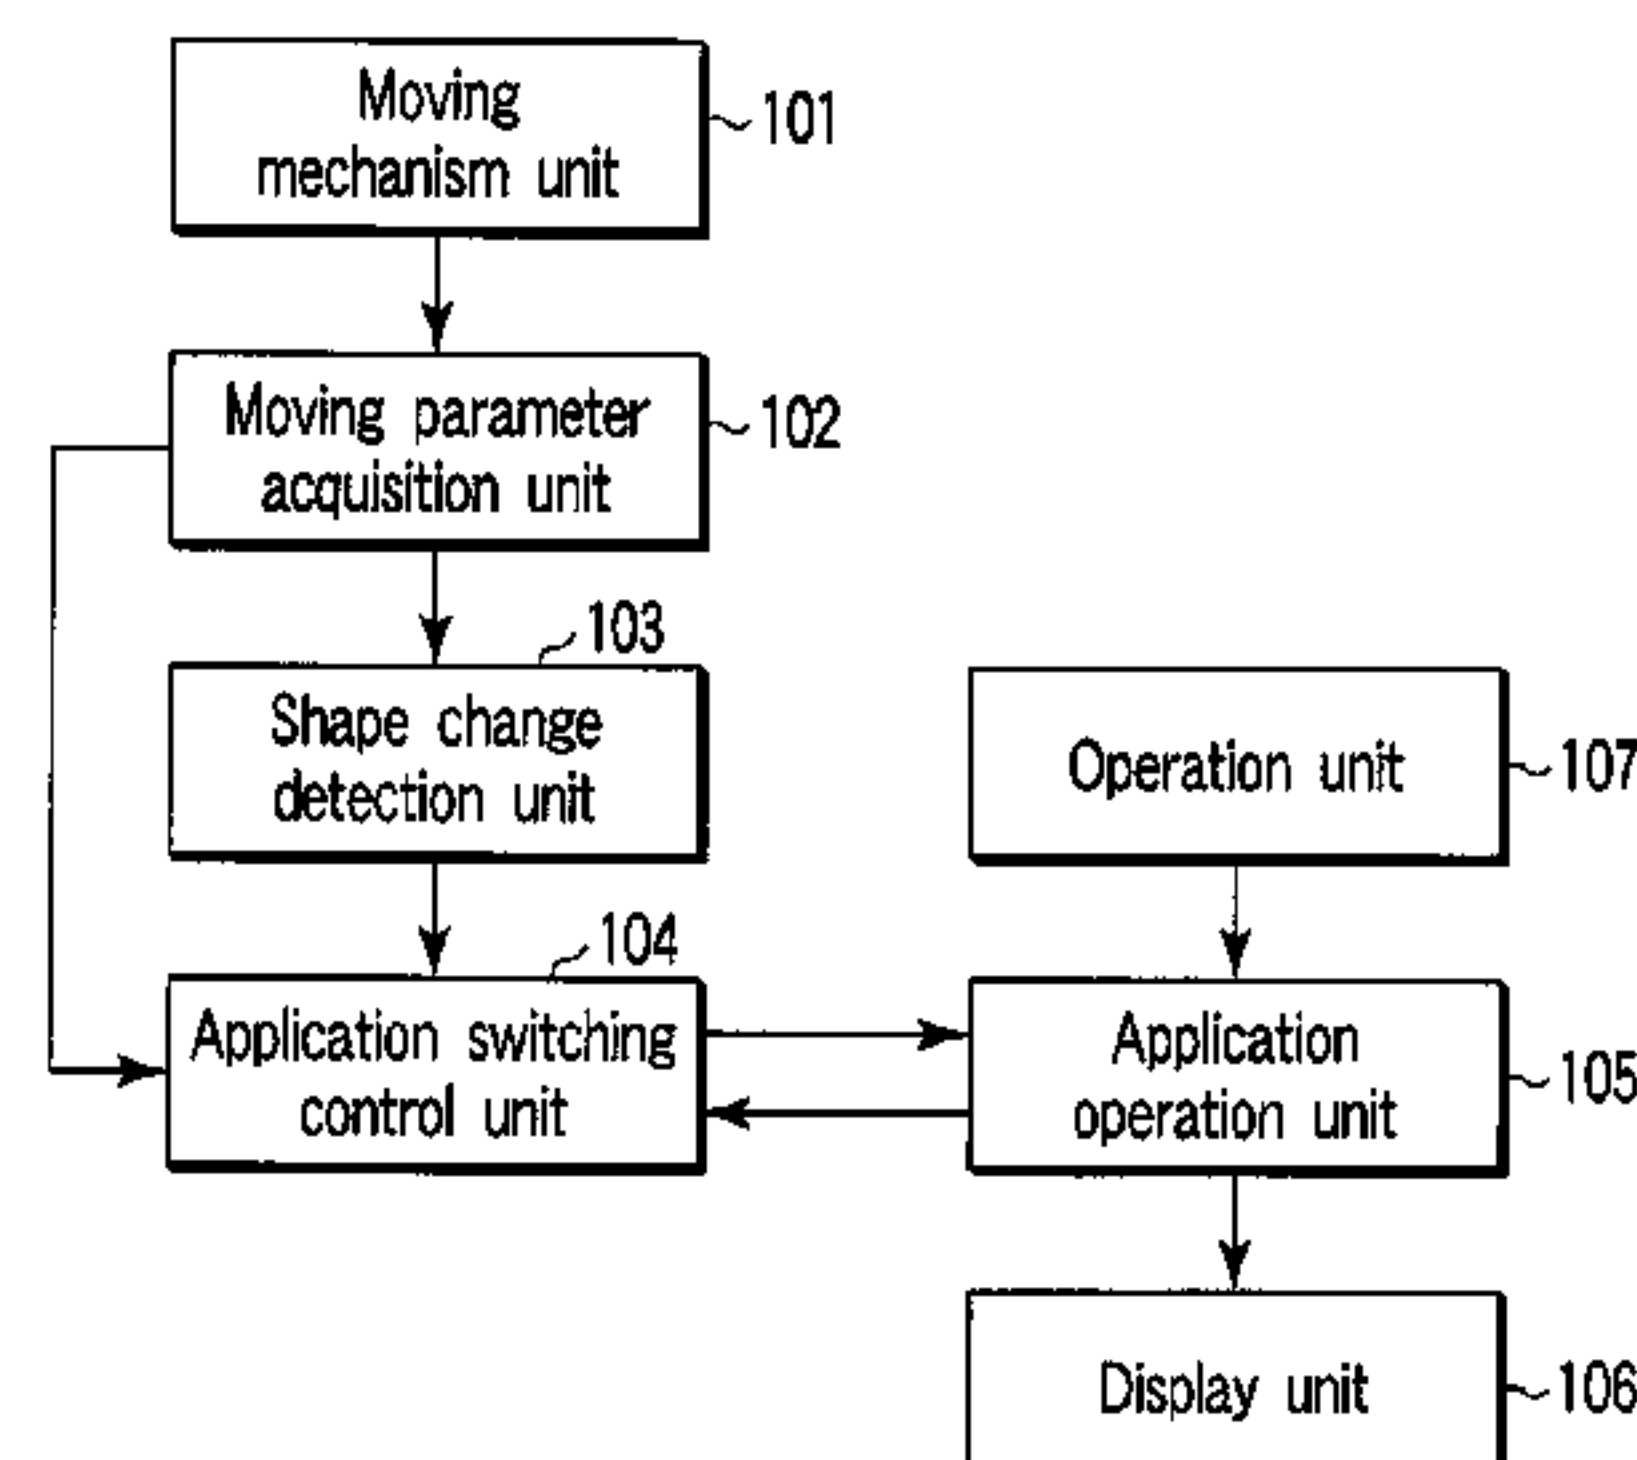 Moving
mechanism unit
101
Moving parameter
acquisition unit
102
103
Shape change
detection unit
Operation unit
107
104
Application switching
control unit
Application
operation unit
105
Display unit
106